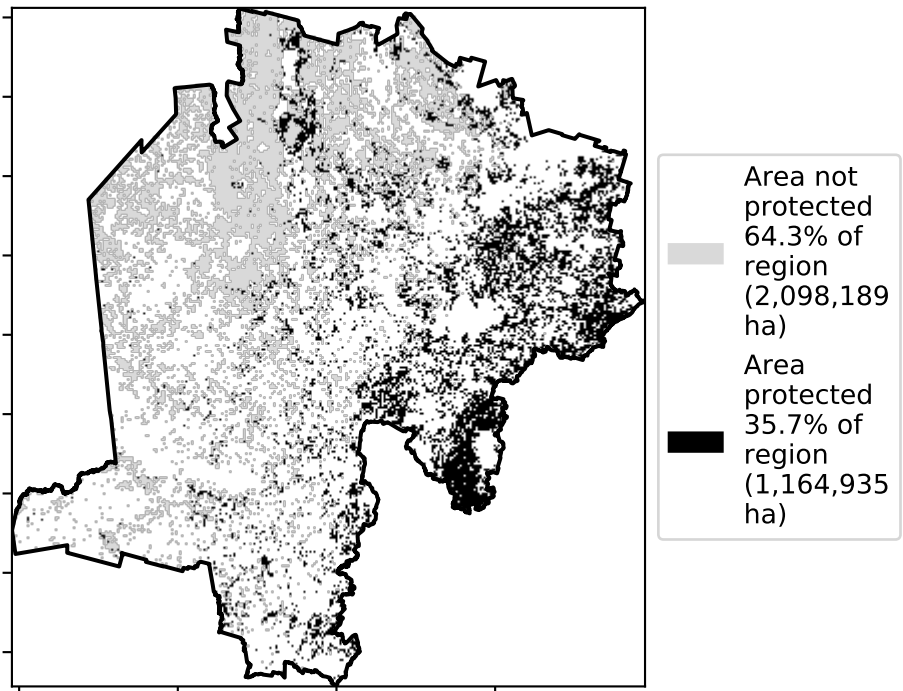 Area not
protected
64.3% of
region
(2,098,189
ha)
Area
protected
35.7% of
region
(1,164,935
ha)